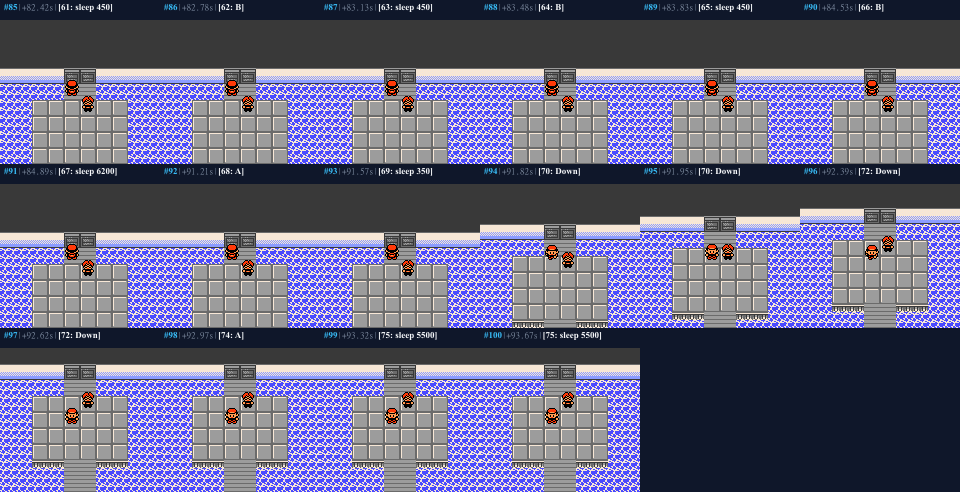 #85|+82.42s|[61: sleep 450]
#86|+82.78s|[62: B]
#87|+83.13s|[63: sleep 450]
#88|+83.48s|[64: B]
#89|+83.83s|[65: sleep 450]
#90|+84.53s|[66: B]
#91|+84.89s|[67: sleep 6200]
#92|+91.21s|[68: A]
#93|+91.57s|[69: sleep 350]
#94|+91.82s|[70: Down]
#95|+91.95s|[70: Down]
#96|+92.39s|[72: Down]
#97|+92.62s|[72: Down]
#98|+92.97s|[74: A]
#99|+93.32s|[75: sleep 5500]
#100|+93.67s|[75: sleep 5500]